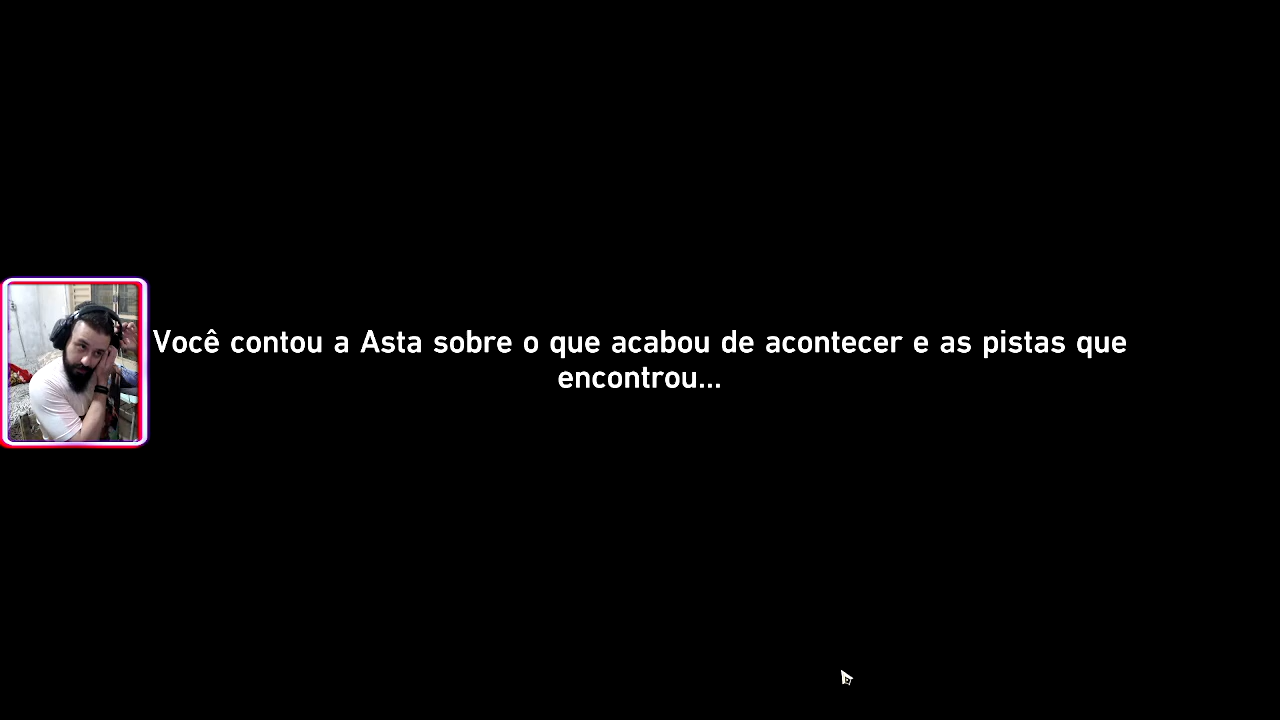 Você contou a Asta sobre o que acabou de acontecer e as pistas que
encontrou...